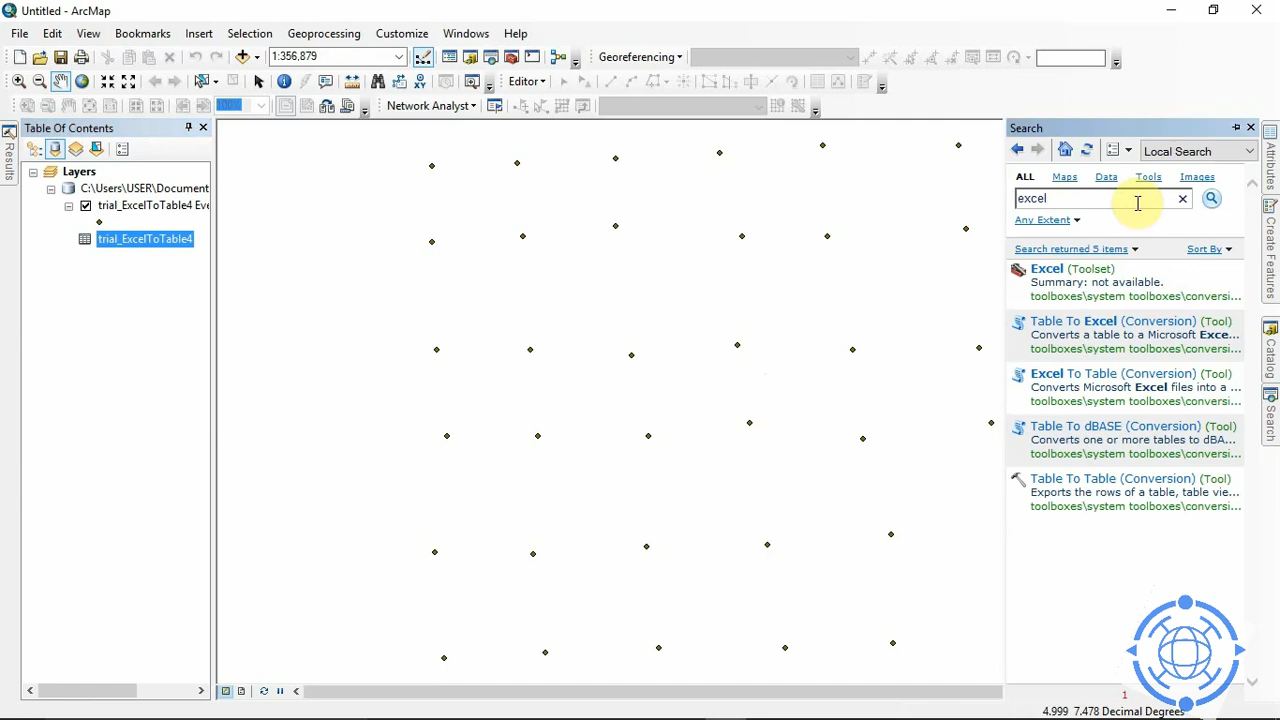 Untitled - ArcMap
File Edit View Bookmarks Insert Selection Geoprocessing Customize Windows Help
1:356,879 Georeferencing
Editor
Network Analyst
Results
Table Of Contents
Layers
C:\Users\USER\Document
trial_ExcelToTable4 Eve
trial_ExcelToTable4
Search
Local Search
ALL Maps Data Tools Images
excel
Any Extent
Search returned 5 items Sort By
Excel (Toolset)
Summary: not available.
toolboxes\system toolboxes\conversi...
Table To Excel (Conversion) (Tool)
Converts a table to a Microsoft Exce...
toolboxes\system toolboxes\conversi...
Excel To Table (Conversion) (Tool)
Converts Microsoft Excel files into a ...
toolboxes\system toolboxes\conversi...
Table To dBASE (Conversion) (Tool)
Converts one or more tables to dBA...
toolboxes\system toolboxes\conversi...
Table To Table (Conversion) (Tool)
Exports the rows of a table, table vie...
toolboxes\system toolboxes\conversi...
Attributes
Create Features
Catalog
Search
1
4.999 7.478 Decimal Degrees